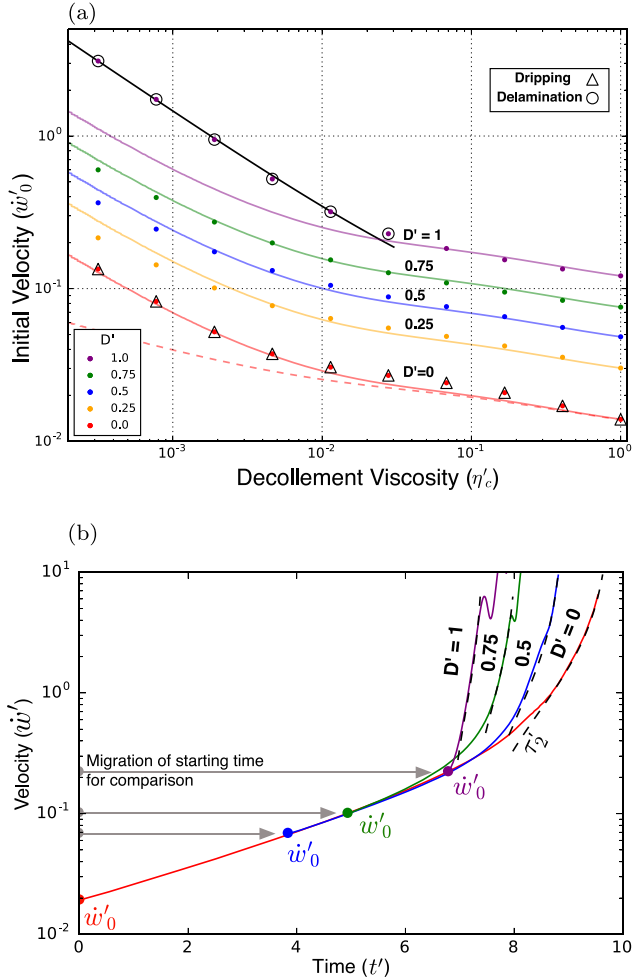 (a)
10⁰
10⁻¹
10⁻²
Initial Velocity (ẇ′₀)
Dripping △
Delamination ○
D' = 1
0.75
0.5
0.25
D'=0
D'
1.0
0.75
0.5
0.25
0.0
10⁻³ 10⁻² 10⁻¹ 10⁰
Decollement Viscosity (η′c)
(b)
10¹
10⁰
10⁻¹
10⁻²
Velocity (ẇ′)
D' = 1
0.75
0.5
D' = 0
τ₂′
Migration of starting time
for comparison
ẇ′₀
ẇ′₀
ẇ′₀
ẇ′₀
0 2 4 6 8 10
Time (t′)